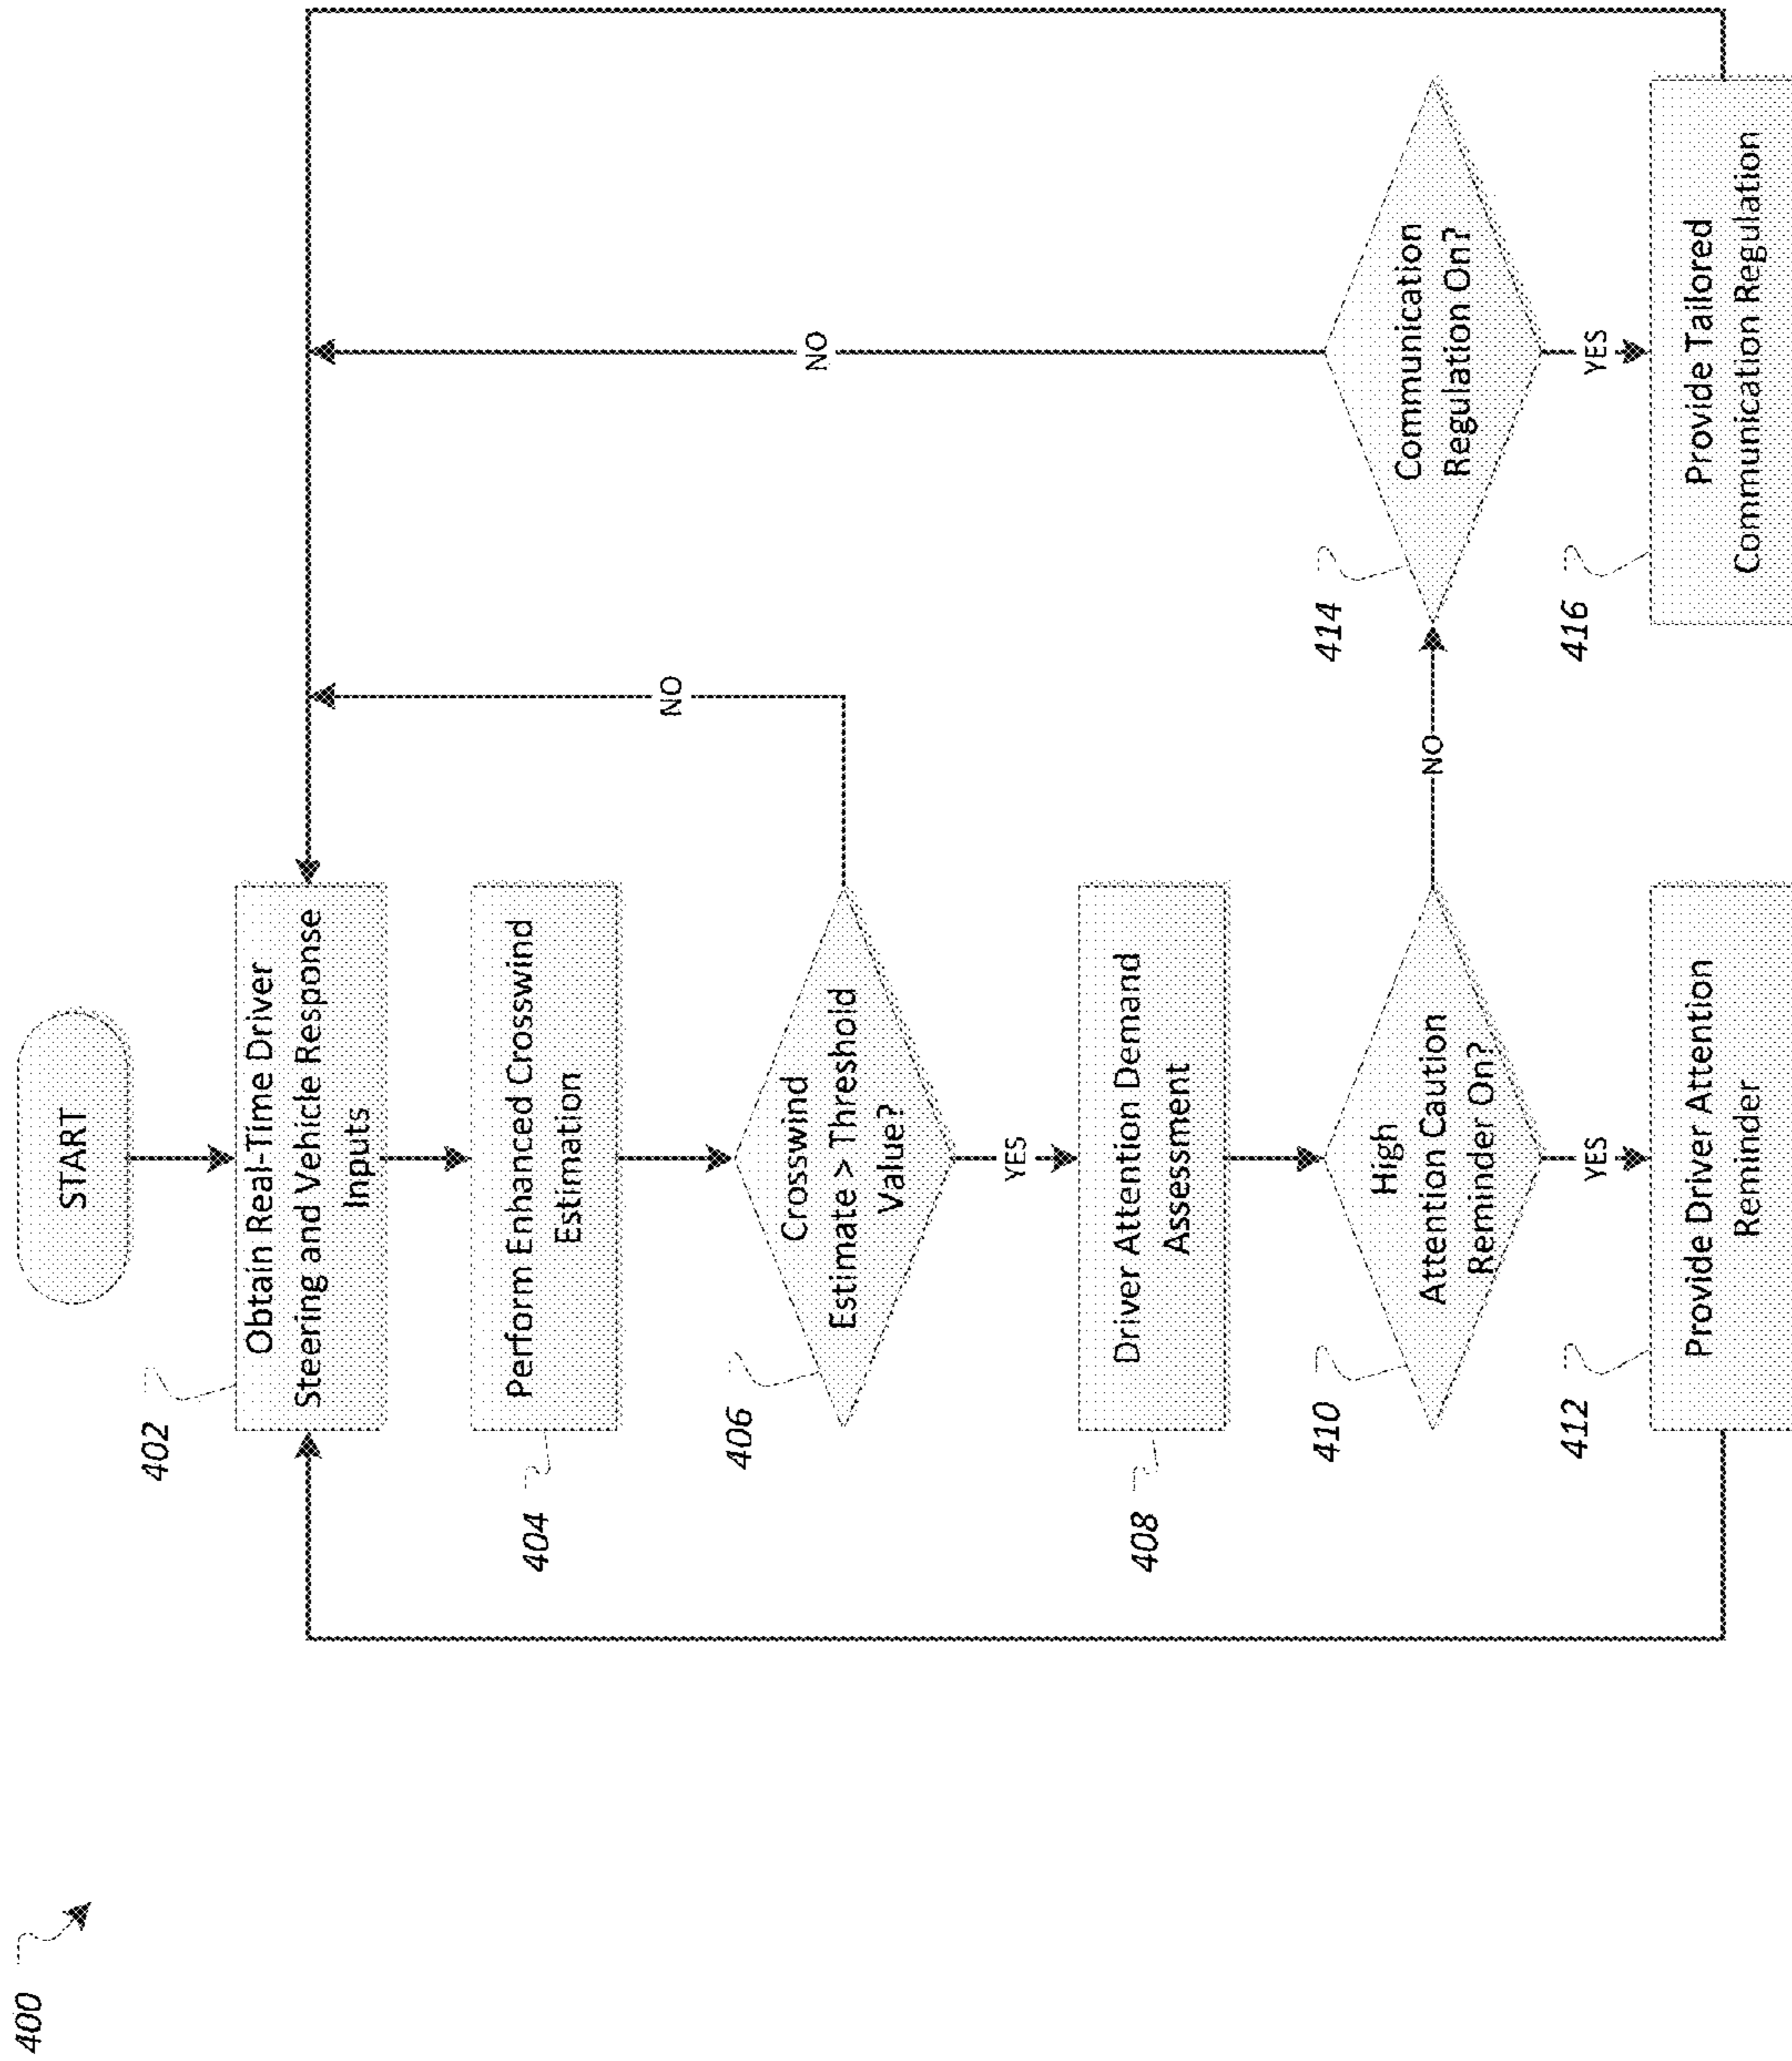 400
START
402
Obtain Real-Time Driver
Steering and Vehicle Response
Inputs
404
Perform Enhanced Crosswind
Estimation
406
Crosswind
Estimate > Threshold
Value?
NO
YES
408
Driver Attention Demand
Assessment
410
High
Attention Caution
Reminder On?
NO
YES
414
Communication
Regulation On?
NO
YES
412
Provide Driver Attention
Reminder
416
Provide Tailored
Communication Regulation